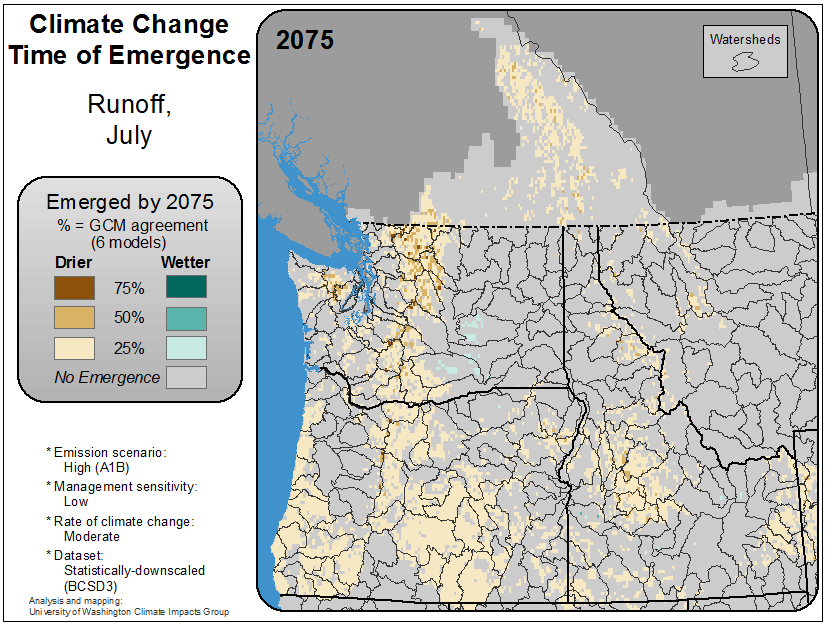 Climate Change
Time of Emergence
Runoff,
July
Emerged by 2075
% = GCM agreement
(6 models)
Drier Wetter
75%
50%
25%
No Emergence
* Emission scenario:
High (A1B)
* Management sensitivity:
Low
* Rate of climate change:
Moderate
* Dataset:
Statistically-downscaled
(BCSD3)
Analysis and mapping:
University of Washington Climate Impacts Group
2075
Watersheds